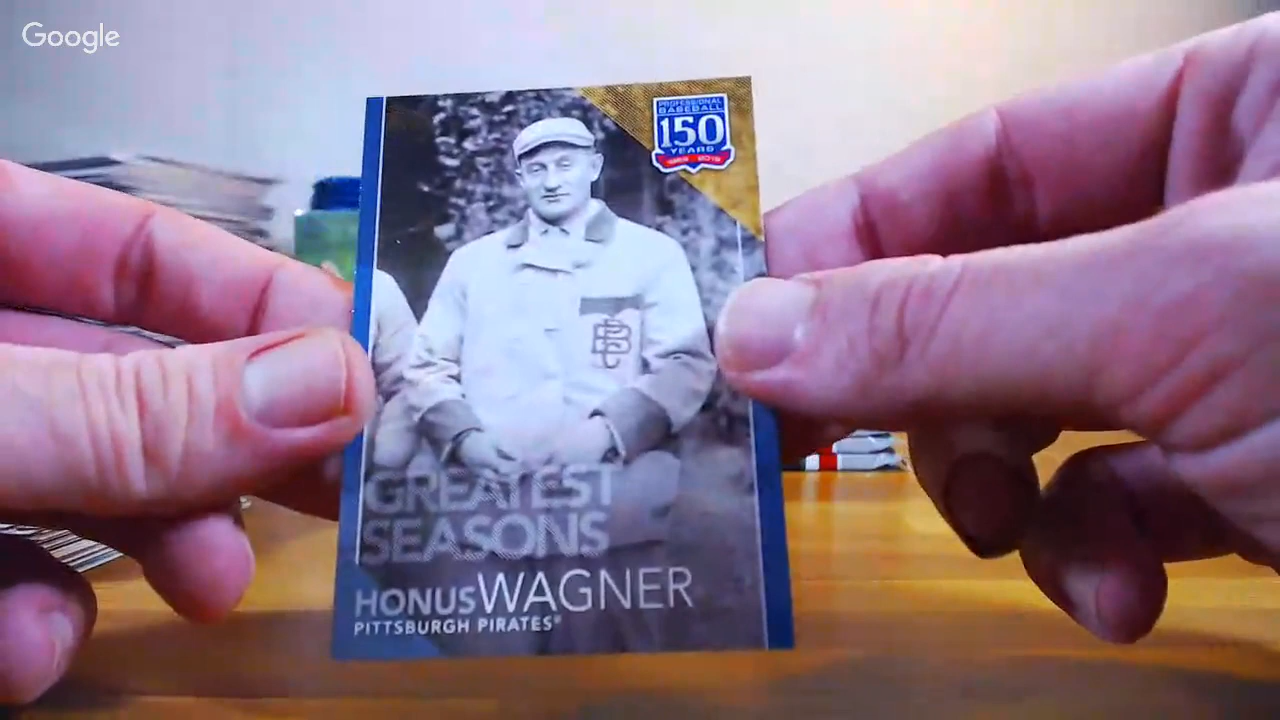 Google
PROFESSIONAL
BASEBALL
150
YEARS
1869 2019
GREATEST
SEASONS
HONUS WAGNER
PITTSBURGH PIRATES®